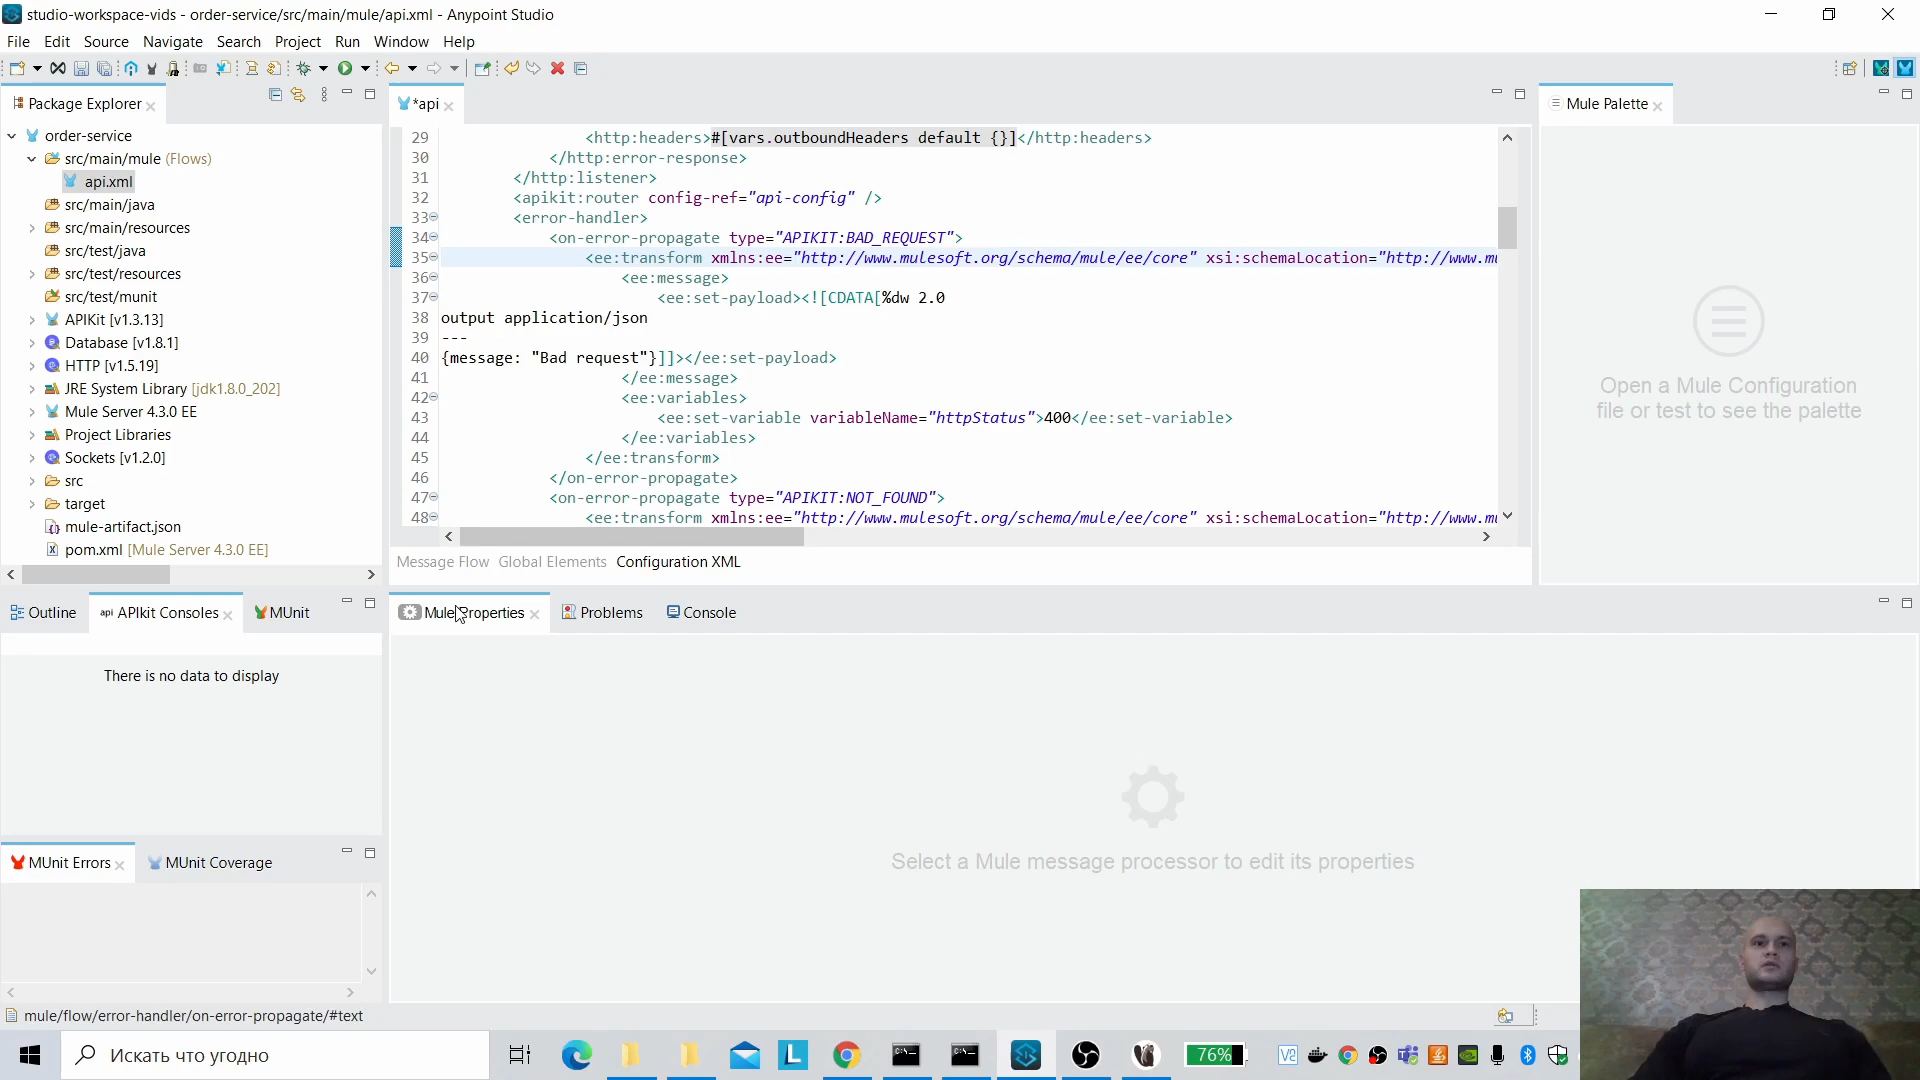 studio-workspace-vids - order-service/src/main/mule/api.xml - Anypoint Studio
File Edit Source Navigate Search Project Run Window Help
Package Explorer
order-service
src/main/mule (Flows)
api.xml
src/main/java
src/main/resources
src/test/java
src/test/resources
src/test/munit
APIKit [v1.3.13]
Database [v1.8.1]
HTTP [v1.5.19]
JRE System Library [jdk1.8.0_202]
Mule Server 4.3.0 EE
Project Libraries
Sockets [v1.2.0]
src
target
mule-artifact.json
pom.xml [Mule Server 4.3.0 EE]
*api
29 <http:headers>#[vars.outboundHeaders default {}]</http:headers>
30 </http:error-response>
31 </http:listener>
32 <apikit:router config-ref="api-config" />
33 <error-handler>
34 <on-error-propagate type="APIKIT:BAD_REQUEST">
35 <ee:transform xmlns:ee="http://www.mulesoft.org/schema/mule/ee/core" xsi:schemaLocation="http://www.mu
36 <ee:message>
37 <ee:set-payload><![CDATA[%dw 2.0
38 output application/json
39 ---
40 {message: "Bad request"}]]></ee:set-payload>
41 </ee:message>
42 <ee:variables>
43 <ee:set-variable variableName="httpStatus">400</ee:set-variable>
44 </ee:variables>
45 </ee:transform>
46 </on-error-propagate>
47 <on-error-propagate type="APIKIT:NOT_FOUND">
48 <ee:transform xmlns:ee="http://www.mulesoft.org/schema/mule/ee/core" xsi:schemaLocation="http://www.mu
Message Flow Global Elements Configuration XML
Mule Palette
Open a Mule Configuration
file or test to see the palette
Outline api APIkit Consoles MUnit
There is no data to display
Mule Properties Problems Console
Select a Mule message processor to edit its properties
MUnit Errors MUnit Coverage
mule/flow/error-handler/on-error-propagate/#text
Искать что угодно
76%